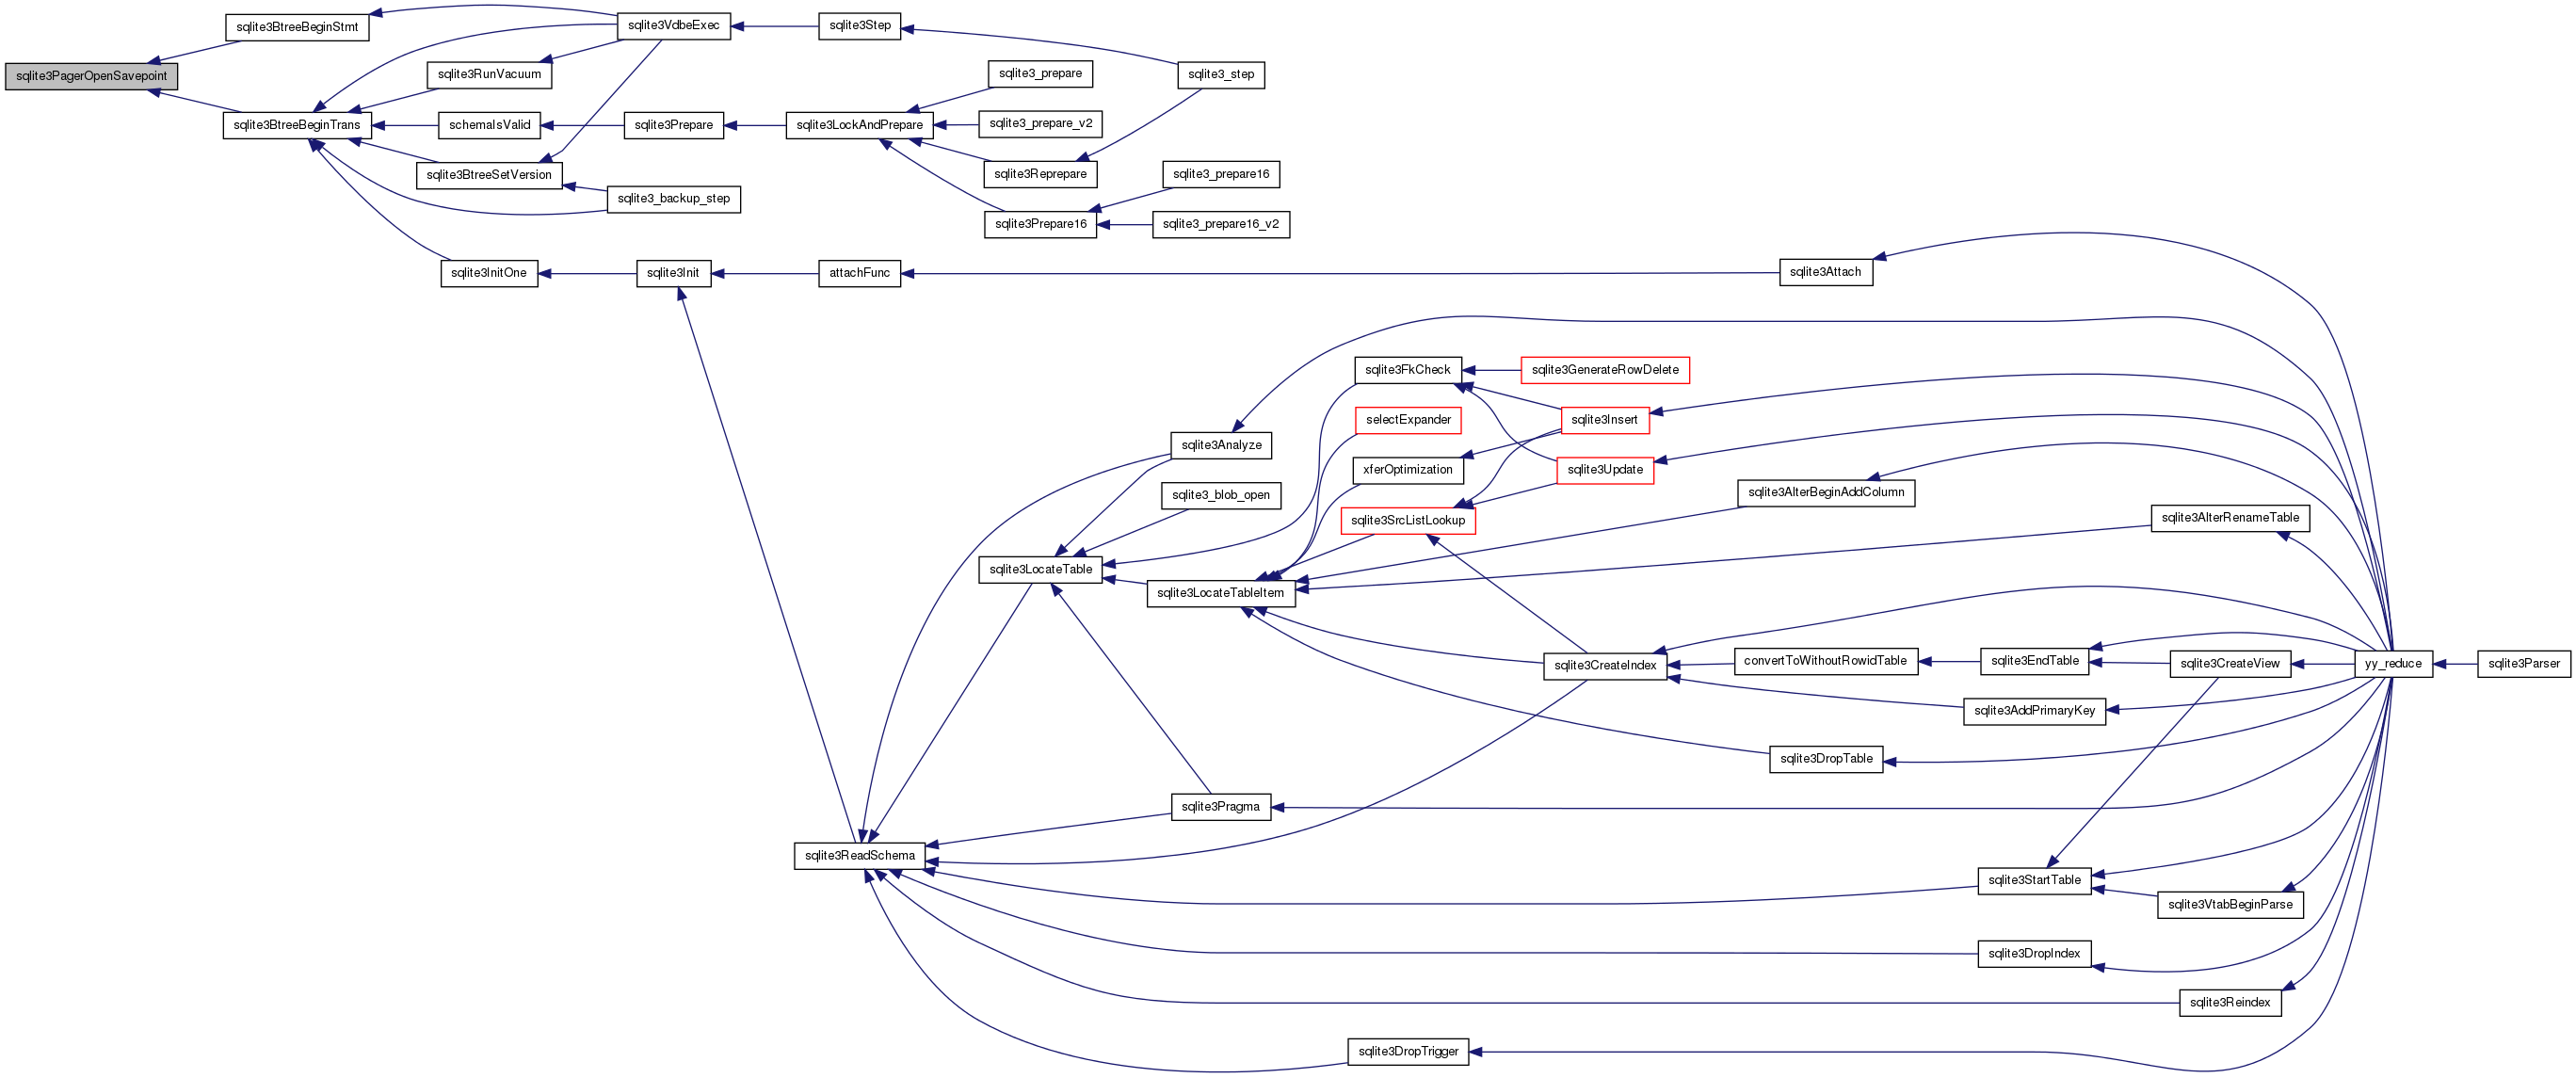 sqlite3PagerOpenSavepoint
sqlite3BtreeBeginStmt
sqlite3BtreeBeginTrans
sqlite3VdbeExec
sqlite3RunVacuum
schemaIsValid
sqlite3BtreeSetVersion
sqlite3_backup_step
sqlite3InitOne
sqlite3Step
sqlite3_step
sqlite3Prepare
sqlite3LockAndPrepare
sqlite3_prepare
sqlite3_prepare_v2
sqlite3Reprepare
sqlite3Prepare16
sqlite3_prepare16
sqlite3_prepare16_v2
sqlite3Init
attachFunc
sqlite3Attach
sqlite3ReadSchema
sqlite3Analyze
sqlite3_blob_open
sqlite3LocateTable
sqlite3LocateTableItem
sqlite3FkCheck
selectExpander
xferOptimization
sqlite3SrcListLookup
sqlite3GenerateRowDelete
sqlite3Insert
sqlite3Update
sqlite3AlterBeginAddColumn
sqlite3AlterRenameTable
sqlite3CreateIndex
convertToWithoutRowidTable
sqlite3EndTable
sqlite3CreateView
yy_reduce
sqlite3Parser
sqlite3AddPrimaryKey
sqlite3DropTable
sqlite3Pragma
sqlite3StartTable
sqlite3VtabBeginParse
sqlite3DropIndex
sqlite3Reindex
sqlite3DropTrigger